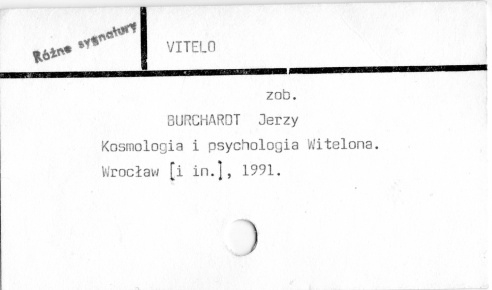 Różne sygnatury
VITELO
zob.
BURCHARDT Jerzy
Kosmologia i psychologia Witelona.
Wrocław [i in.], 1991.